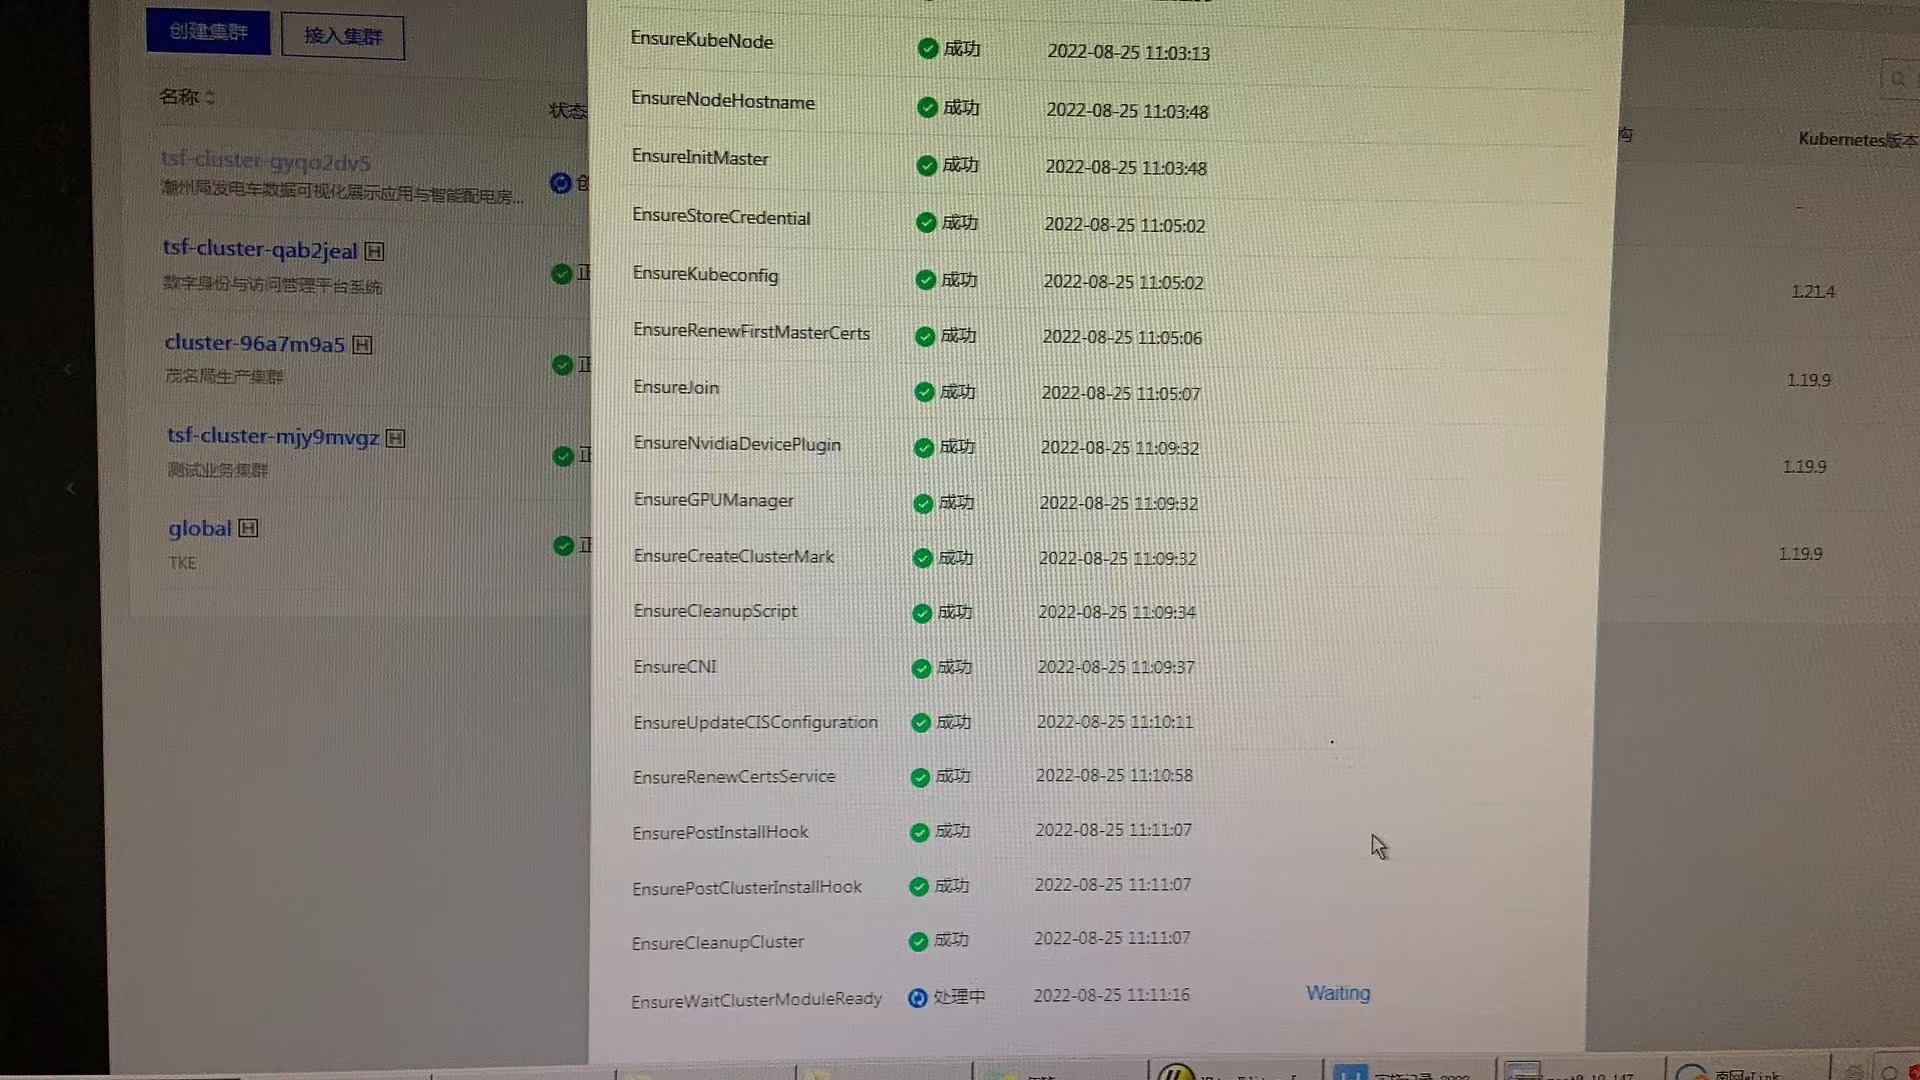 创建集群
接入集群
名称
状态
Kubernetes版本
tsf-cluster-gyqo2dv5
潮州局发电车数据可视化展示应用与智能配电房...
-
tsf-cluster-qab2jeal H
数字身份与访问管理平台系统
1.21.4
cluster-96a7m9a5 H
茂名局生产集群
1.19.9
tsf-cluster-mjy9mvgz H
测试业务集群
1.19.9
global H
TKE
1.19.9
EnsureKubeNode 成功 2022-08-25 11:03:13
EnsureNodeHostname 成功 2022-08-25 11:03:48
EnsureInitMaster 成功 2022-08-25 11:03:48
EnsureStoreCredential 成功 2022-08-25 11:05:02
EnsureKubeconfig 成功 2022-08-25 11:05:02
EnsureRenewFirstMasterCerts 成功 2022-08-25 11:05:06
EnsureJoin 成功 2022-08-25 11:05:07
EnsureNvidiaDevicePlugin 成功 2022-08-25 11:09:32
EnsureGPUManager 成功 2022-08-25 11:09:32
EnsureCreateClusterMark 成功 2022-08-25 11:09:32
EnsureCleanupScript 成功 2022-08-25 11:09:34
EnsureCNI 成功 2022-08-25 11:09:37
EnsureUpdateCISConfiguration 成功 2022-08-25 11:10:11
EnsureRenewCertsService 成功 2022-08-25 11:10:58
EnsurePostInstallHook 成功 2022-08-25 11:11:07
EnsurePostClusterInstallHook 成功 2022-08-25 11:11:07
EnsureCleanupCluster 成功 2022-08-25 11:11:07
EnsureWaitClusterModuleReady 处理中 2022-08-25 11:11:16 Waiting